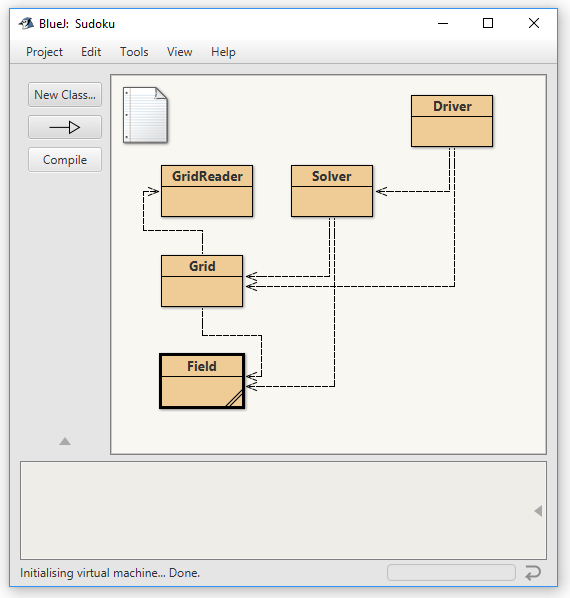 BlueJ: Sudoku
Project Edit Tools View Help
New Class...
Compile
Driver
GridReader
Solver
Grid
Field
Initialising virtual machine... Done.